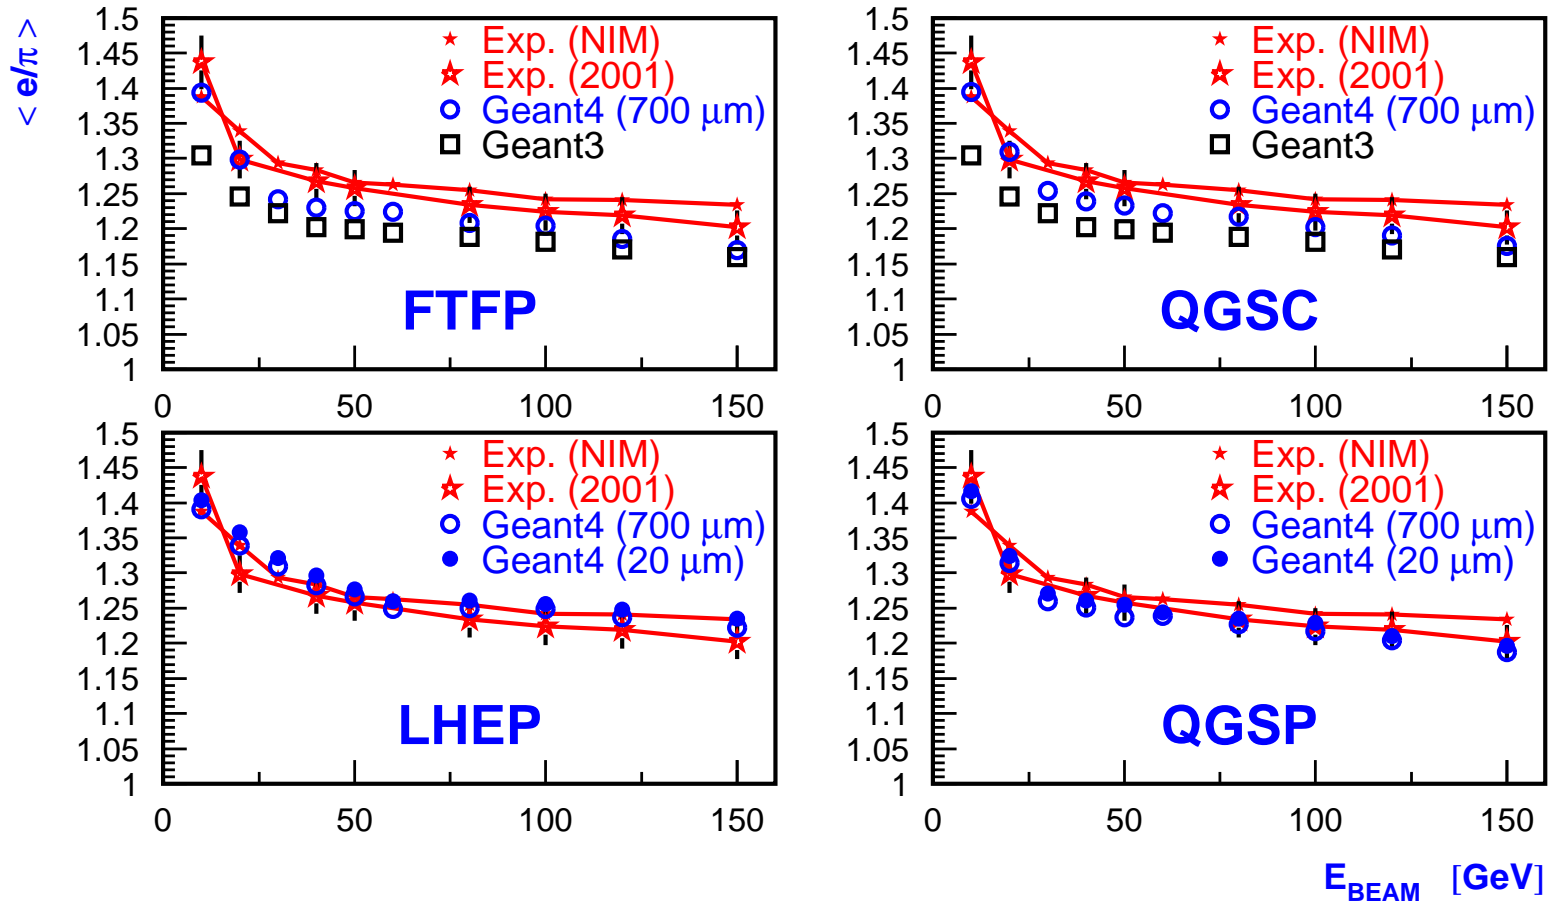 < e/π >
1.5
1.45
1.4
1.35
1.3
1.25
1.2
1.15
1.1
1.05
1
0
50
100
150
Exp. (NIM)
Exp. (2001)
Geant4 (700 μm)
Geant3
FTFP
1.5
1.45
1.4
1.35
1.3
1.25
1.2
1.15
1.1
1.05
1
0
50
100
150
Exp. (NIM)
Exp. (2001)
Geant4 (700 μm)
Geant3
QGSC
1.5
1.45
1.4
1.35
1.3
1.25
1.2
1.15
1.1
1.05
1
0
50
100
150
Exp. (NIM)
Exp. (2001)
Geant4 (700 μm)
Geant4 (20 μm)
LHEP
1.5
1.45
1.4
1.35
1.3
1.25
1.2
1.15
1.1
1.05
1
0
50
100
150
Exp. (NIM)
Exp. (2001)
Geant4 (700 μm)
Geant4 (20 μm)
QGSP
E_BEAM [GeV]